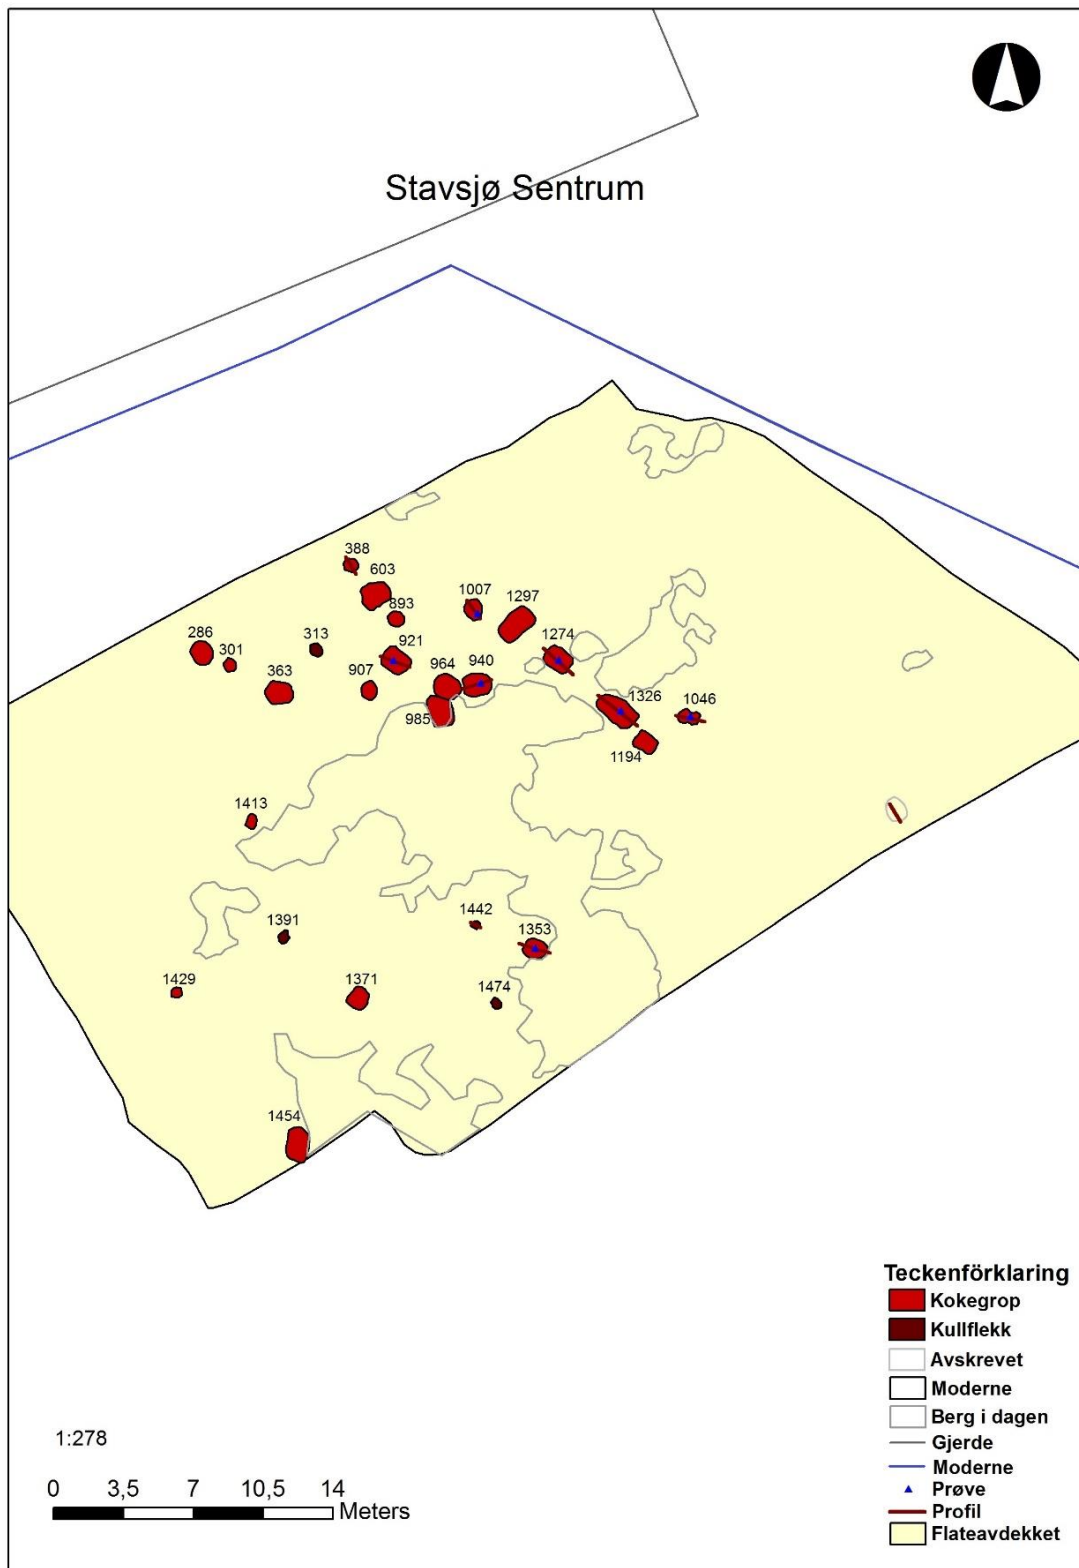 Stavsjø Sentrum
388
603
893
1007
1297
286
301
313
921
1274
363
907
964
940
985
1326
1046
1194
1413
1391
1442
1353
1429
1371
1474
1454
Teckenförklaring
Kokegrop
Kullflekk
Avskrevet
Moderne
Berg i dagen
Gjerde
Moderne
Prøve
Profil
Flateavdekket
1:278
0 3,5 7 10,5 14
Meters